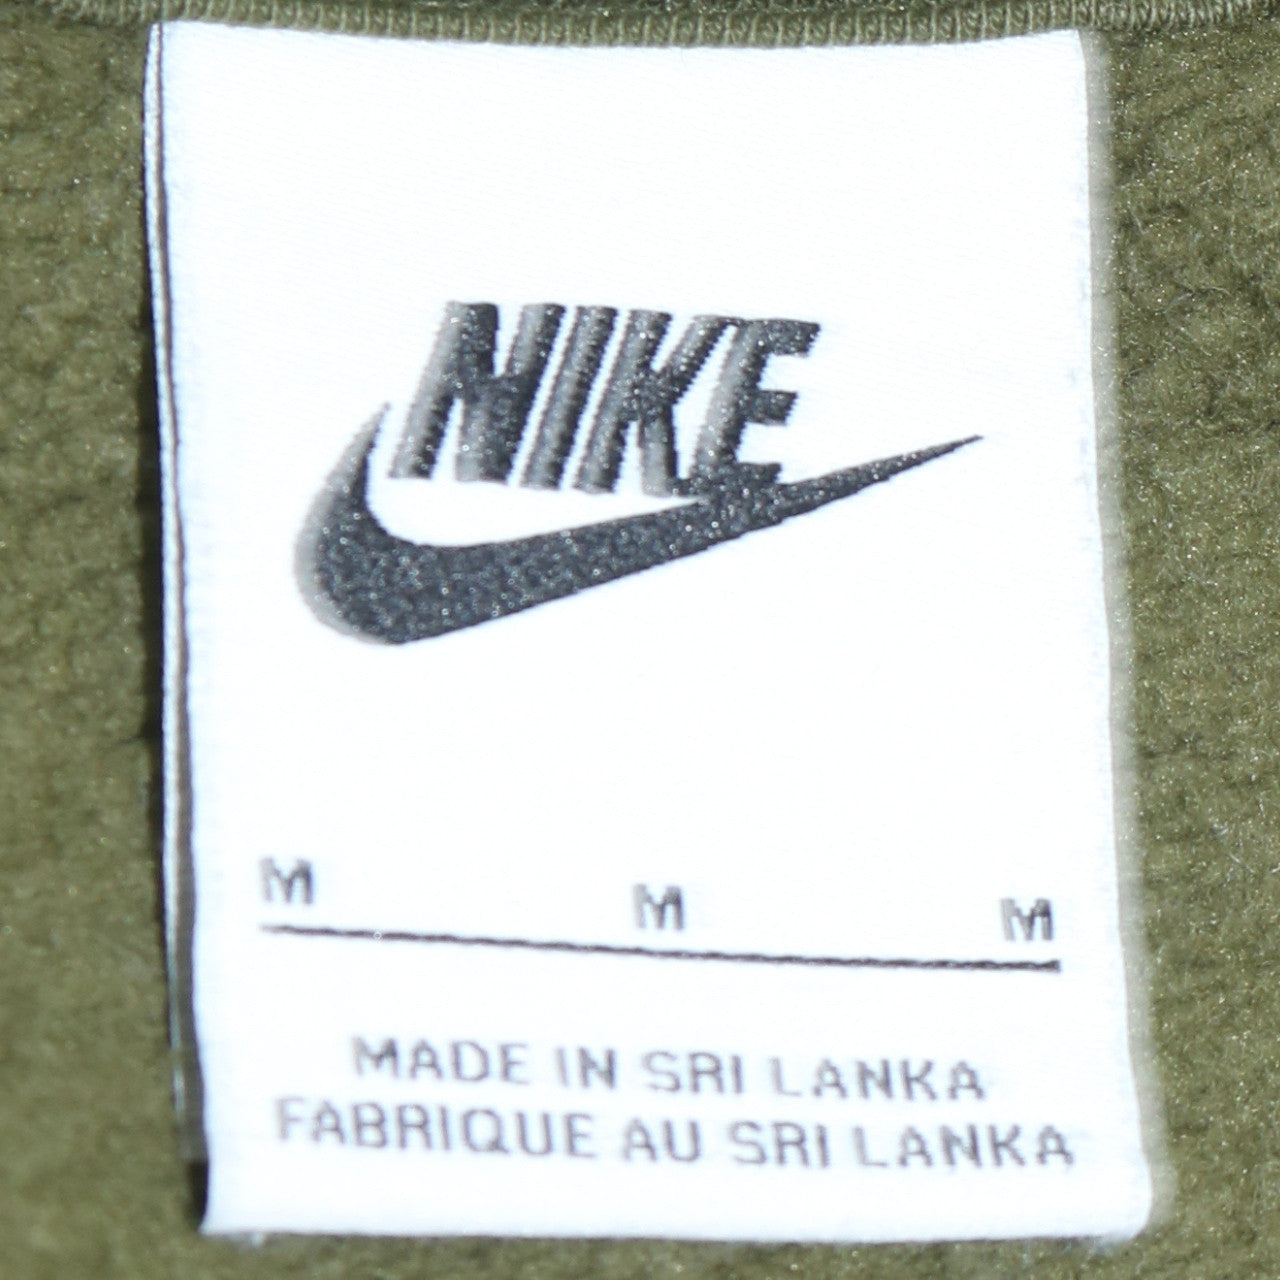 NIKE
M M M
MADE IN SRI LANKA
FABRIQUE AU SRI LANKA